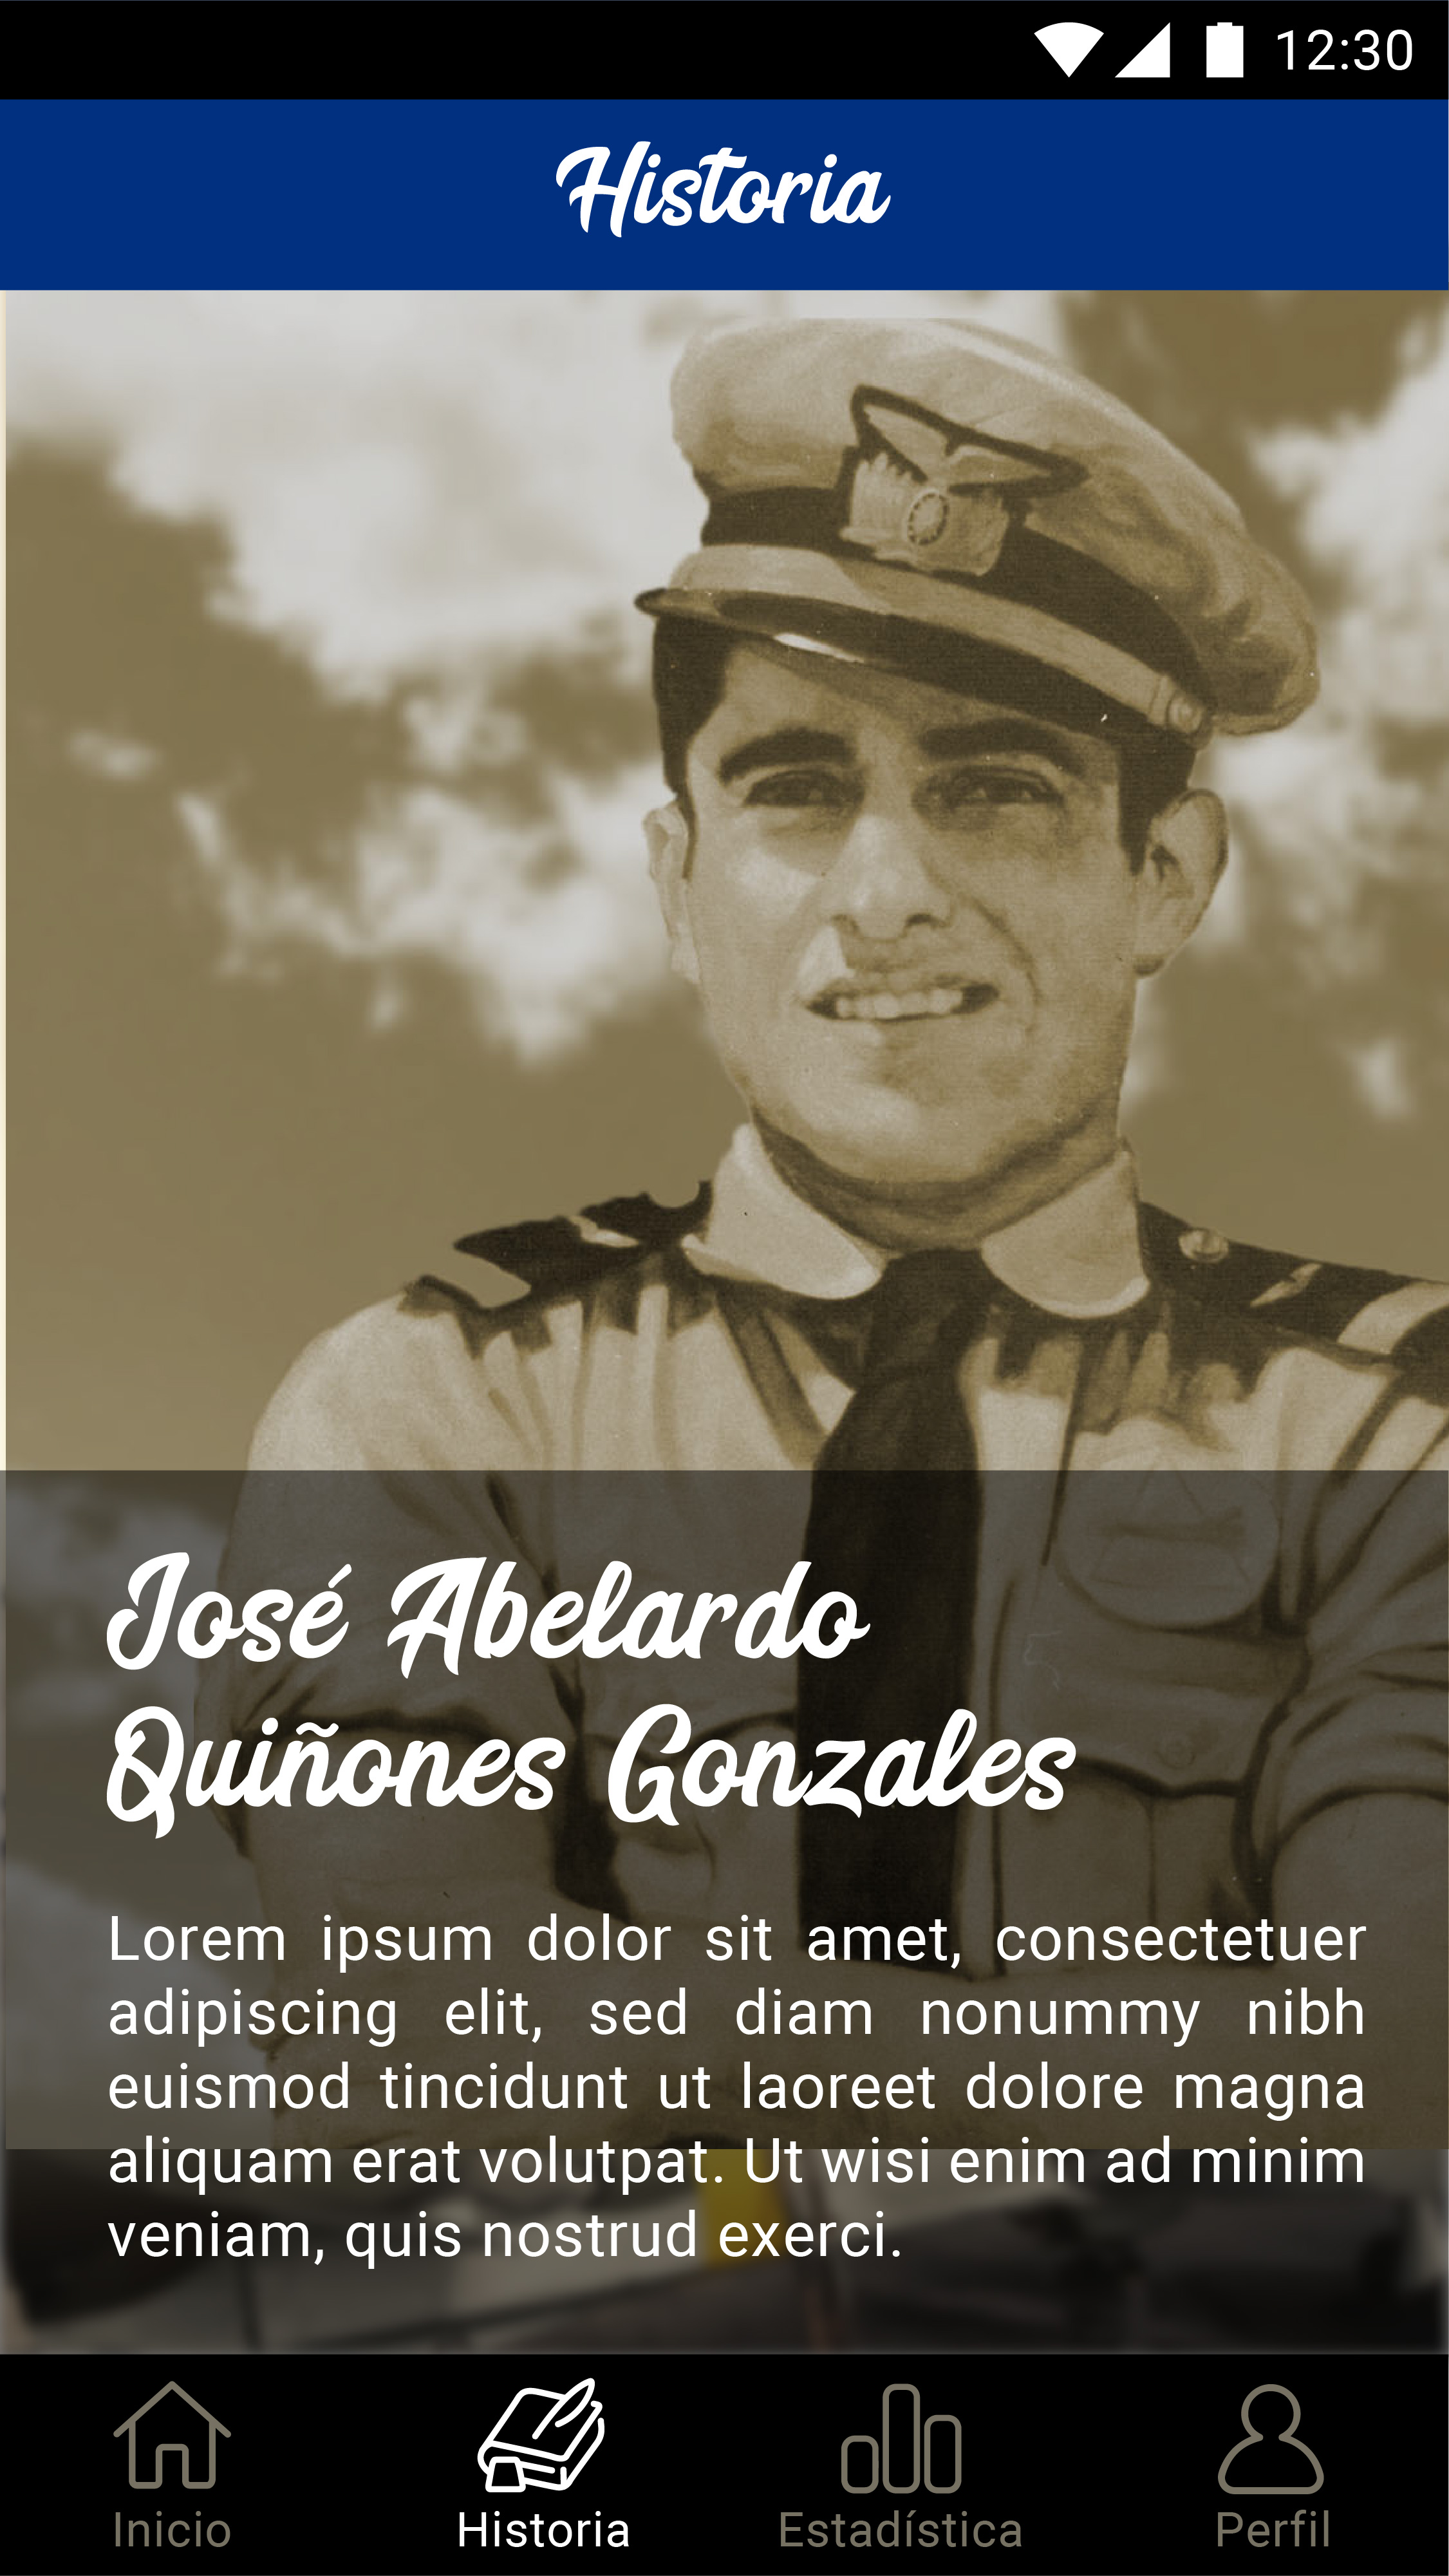 12:30
Historia
José Abelardo
Quiñones Gonzales
Lorem ipsum dolor sit amet, consectetuer
adipiscing elit, sed diam nonummy nibh
euismod tincidunt ut laoreet dolore magna
aliquam erat volutpat. Ut wisi enim ad minim
veniam, quis nostrud exerci.
Inicio Historia Estadística Perfil